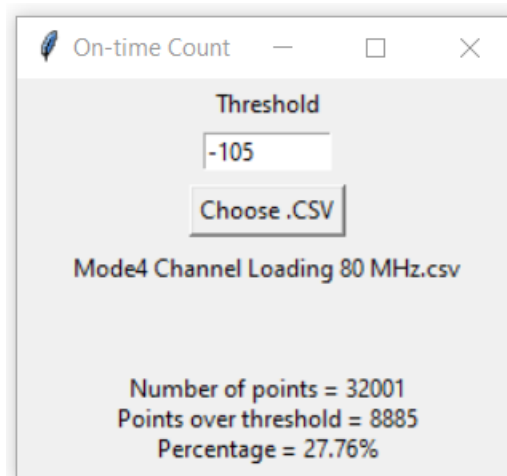 On-time Count
Threshold
-105
Choose .CSV
Mode4 Channel Loading 80 MHz.csv
Number of points = 32001
Points over threshold = 8885
Percentage = 27.76%